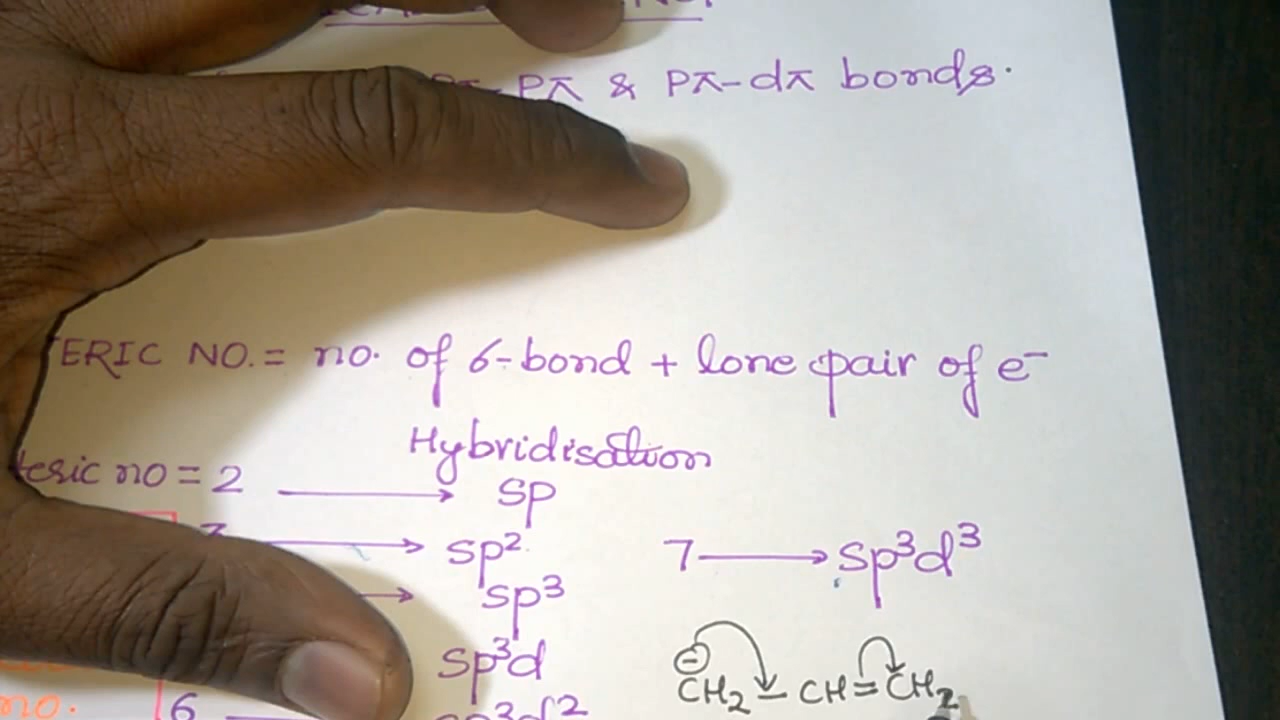 Pπ & Pπ-dπ bonds.
ERIC NO. = no. of 6-bond + lone pair of e⁻
Hybridisation
teric no = 2 → sp
→ sp²
7 → sp³d³
→ sp³
sp³d
⊖
CH₂ – CH = CH₂
no.
6